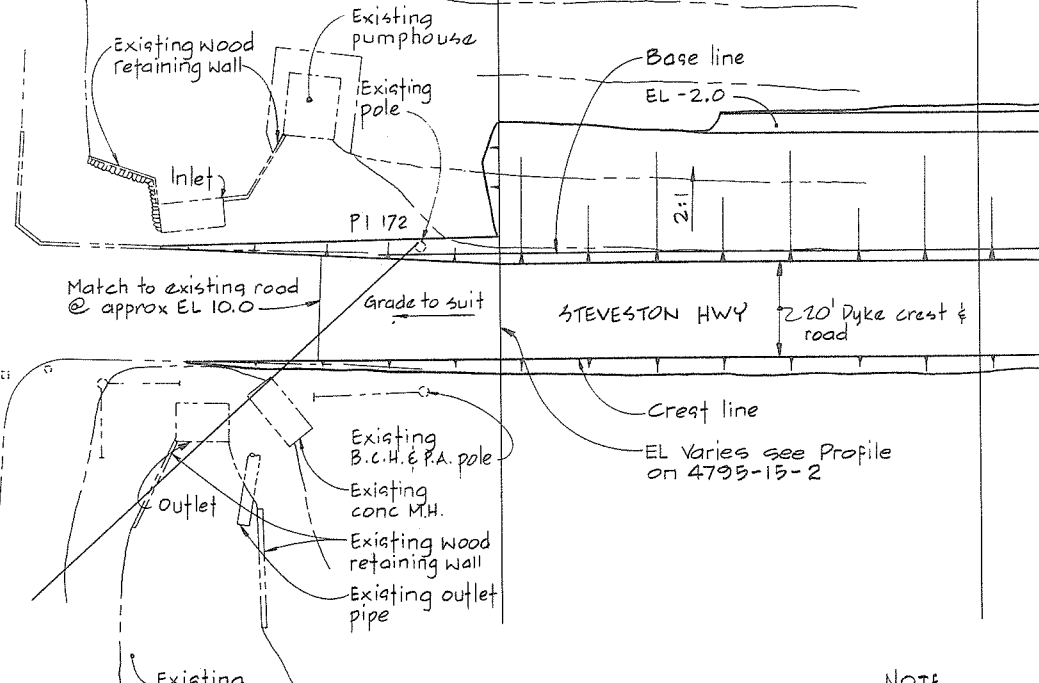 Existing
pumphouse
Existing wood
retaining wall
Existing
pole
Base line
EL -2.0
Inlet
PI 172
2:1
Match to existing road
@ approx EL 10.0
Grade to suit
STEVESTON HWY
20' Dyke crest &
road
Crest line
Existing
B.C.H. & P.A. pole
EL Varies see Profile
on 4795-15-2
Existing
conc M.H.
Outlet
Existing wood
retaining wall
Existing outlet
pipe
Existing
NOTE